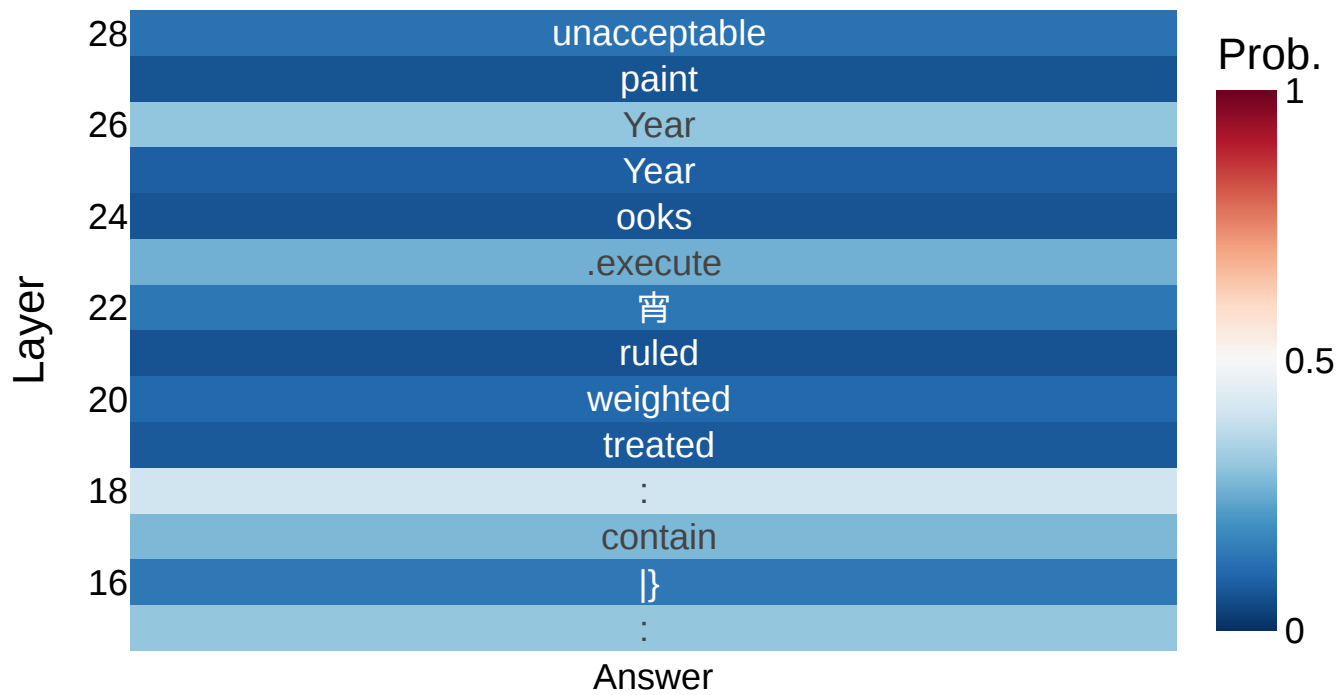 28 unacceptable
paint
26 Year
Year
24 ooks
.execute
22 宵
ruled
20 weighted
treated
18 :
contain
16 |}
:
Answer
Layer
Prob.
1
0.5
0